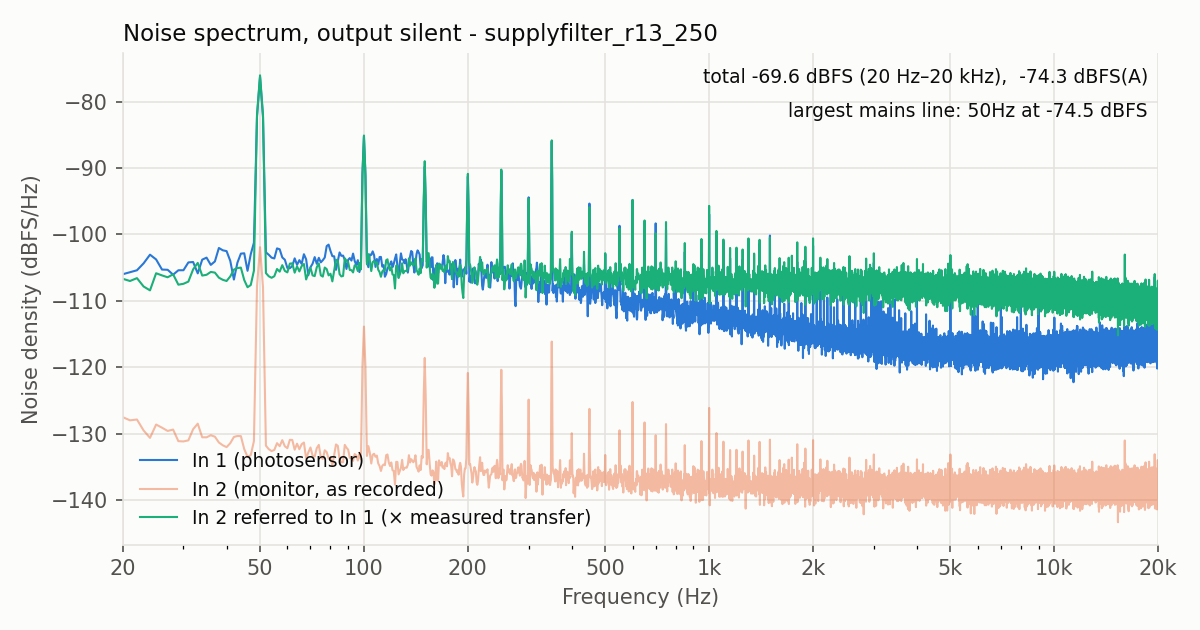 Noise spectrum, output silent - supplyfilter_r13_250
total -69.6 dBFS (20 Hz–20 kHz),  -74.3 dBFS(A)
largest mains line: 50Hz at -74.5 dBFS
Noise density (dBFS/Hz)
−80
−90
−100
−110
−120
−130
−140
In 1 (photosensor)
In 2 (monitor, as recorded)
In 2 referred to In 1 (× measured transfer)
20 50 100 200 500 1k 2k 5k 10k 20k
Frequency (Hz)